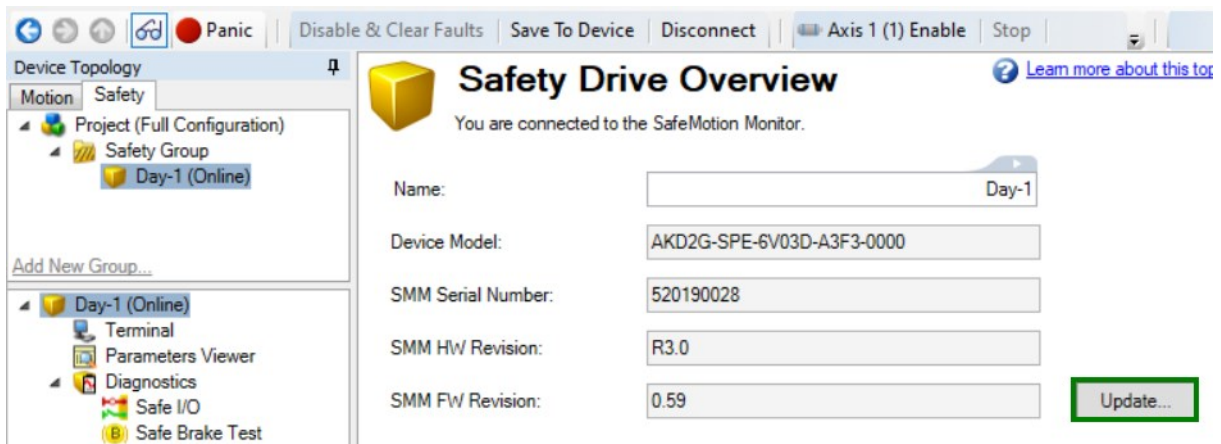 Panic Disable & Clear Faults Save To Device Disconnect Axis 1 (1) Enable Stop
Device Topology
Motion Safety
Project (Full Configuration)
Safety Group
Day-1 (Online)
Add New Group...
Day-1 (Online)
Terminal
Parameters Viewer
Diagnostics
Safe I/O
Safe Brake Test
Safety Drive Overview
Learn more about this top
You are connected to the SafeMotion Monitor.
Name: Day-1
Device Model: AKD2G-SPE-6V03D-A3F3-0000
SMM Serial Number: 520190028
SMM HW Revision: R3.0
SMM FW Revision: 0.59 Update...